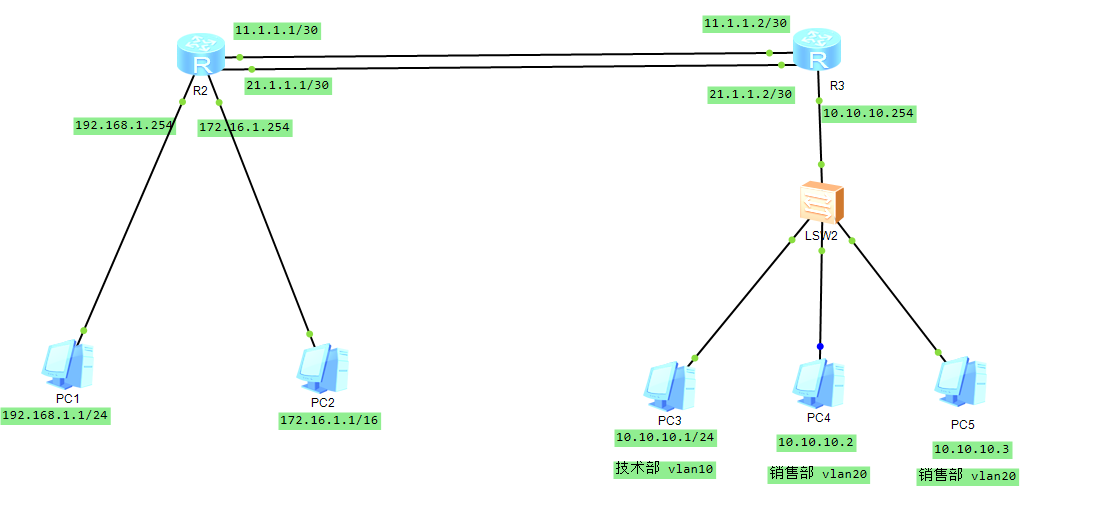 11.1.1.1/30
11.1.1.2/30
R
R
R2
21.1.1.1/30
21.1.1.2/30
R3
192.168.1.254
172.16.1.254
10.10.10.254
LSW2
PC1
192.168.1.1/24
PC2
172.16.1.1/16
PC3
10.10.10.1/24
技术部 vlan10
PC4
10.10.10.2
销售部 vlan20
PC5
10.10.10.3
销售部 vlan20